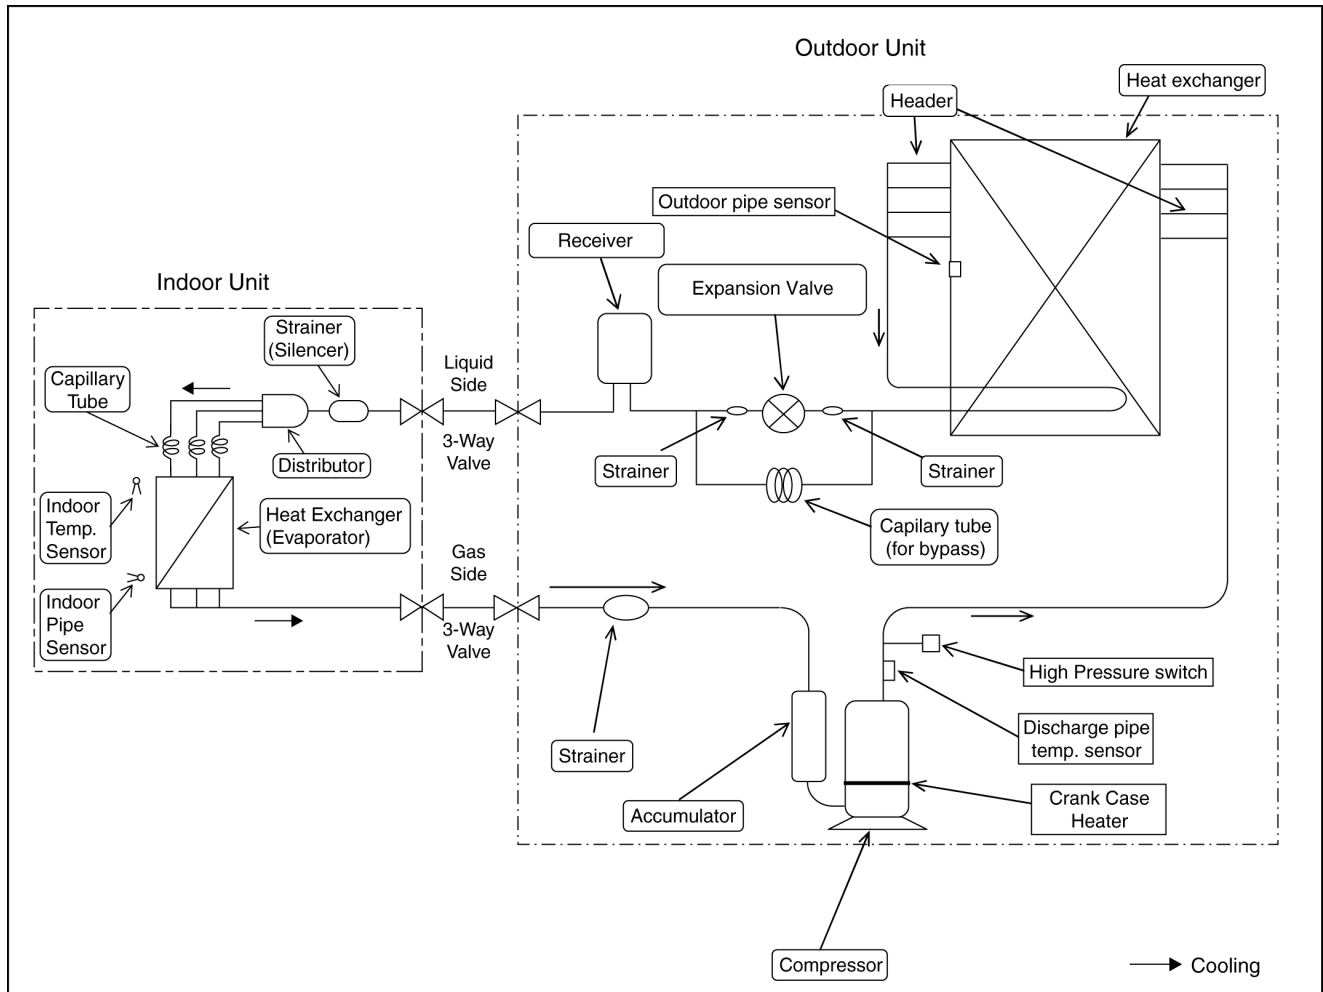 Outdoor Unit
Heat exchanger
Header
Outdoor pipe sensor
Receiver
Expansion Valve
Indoor Unit
Strainer
(Silencer)
Capillary
Tube
Liquid
Side
3-Way
Valve
Distributor
Strainer
Strainer
Indoor
Temp.
Sensor
Heat Exchanger
(Evaporator)
Capilary tube
(for bypass)
Gas
Side
3-Way
Valve
Indoor
Pipe
Sensor
High Pressure switch
Discharge pipe
temp. sensor
Strainer
Accumulator
Crank Case
Heater
Compressor
Cooling